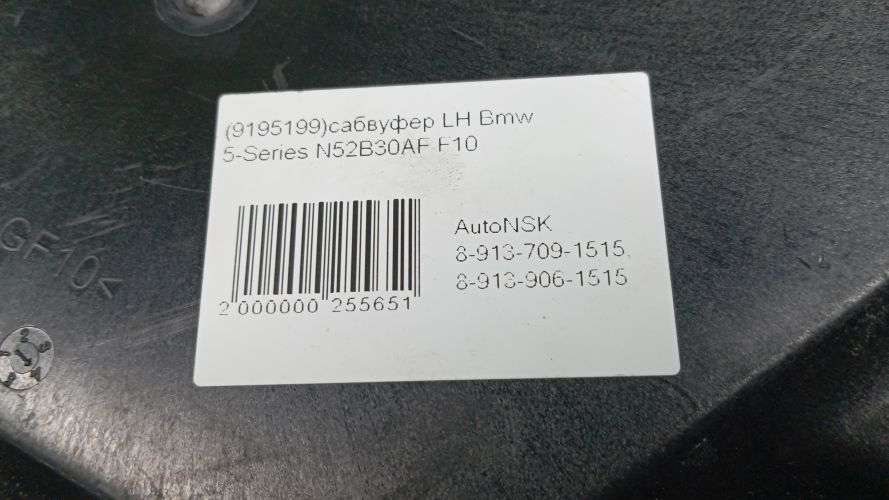 (9195199)сабвуфер LH Bmw
5-Series N52B30AF F10
AutoNSK
8-913-709-1515,
8-913-906-1515
2 000000 255651
GF10<